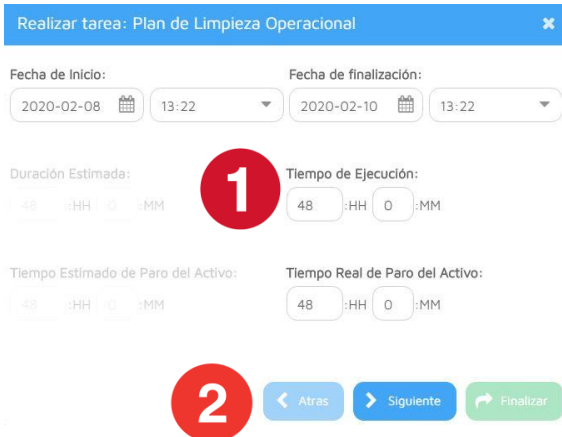 Realizar tarea: Plan de Limpieza Operacional
Fecha de Inicio: Fecha de finalización:
2020-02-08 13:22 2020-02-10 13:22
Duración Estimada: 1 Tiempo de Ejecución:
48 :HH 0 :MM 48 :HH 0 :MM
Tiempo Estimado de Paro del Activo: Tiempo Real de Paro del Activo:
48 :HH 0 :MM 48 :HH 0 :MM
2 Atras Siguiente Finalizar